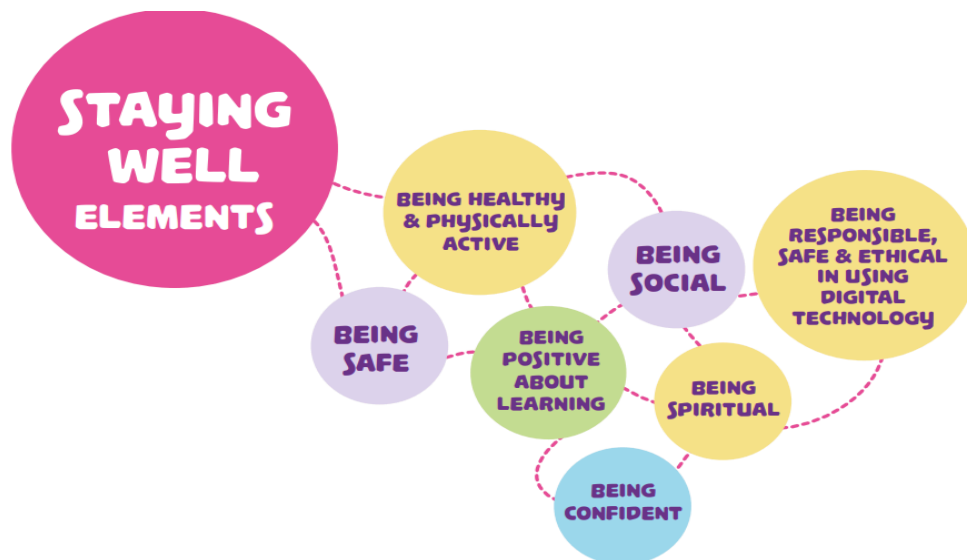 STAYING
WELL
ELEMENTS
BEING HEALTHY
& PHYSICALLY
ACTIVE
BEING
SOCIAL
BEING
RESPONSIBLE,
SAFE & ETHICAL
IN USING
DIGITAL
TECHNOLOGY
BEING
SAFE
BEING
POSITIVE
ABOUT
LEARNING
BEING
SPIRITUAL
BEING
CONFIDENT